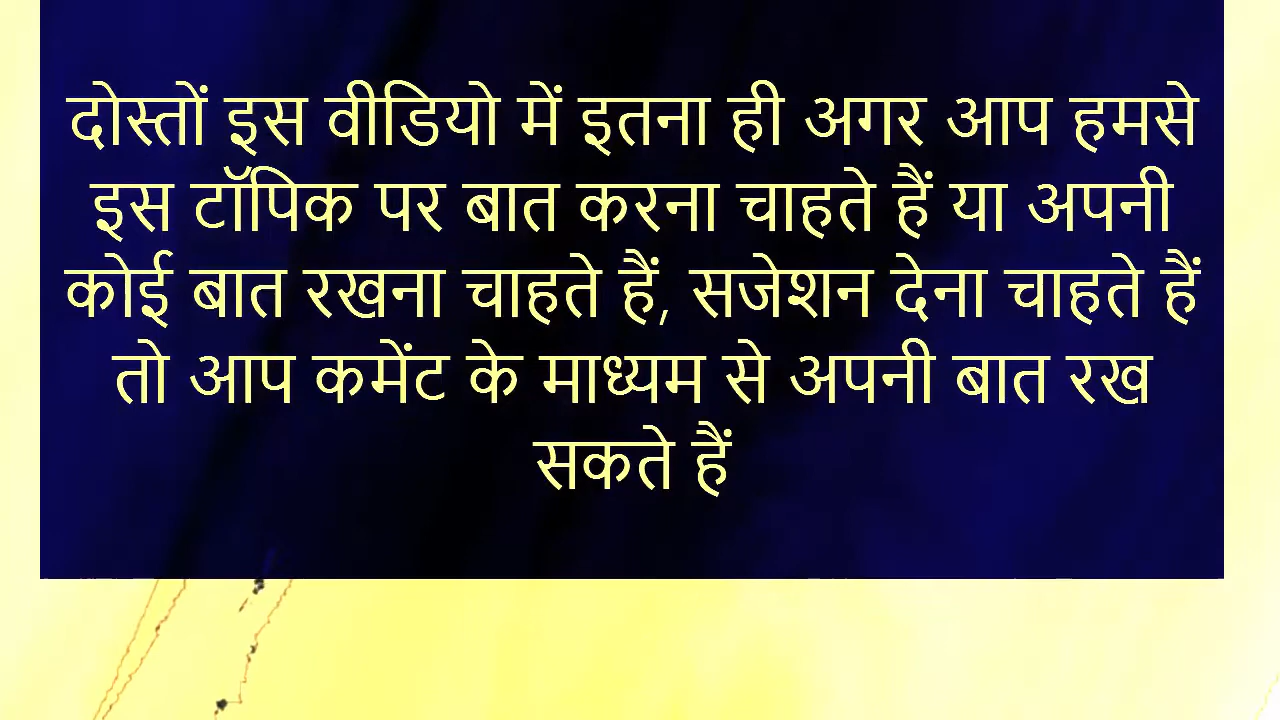 दोस्तों इस वीडियो में इतना ही अगर आप हमसे
इस टॉपिक पर बात करना चाहते हैं या अपनी
कोई बात रखना चाहते हैं, सजेशन देना चाहते हैं
तो आप कमेंट के माध्यम से अपनी बात रख
सकते हैं